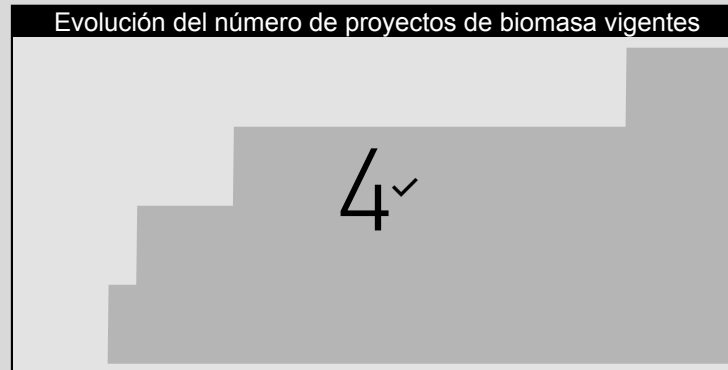 Evolución del número de proyectos de biomasa vigentes
4✓